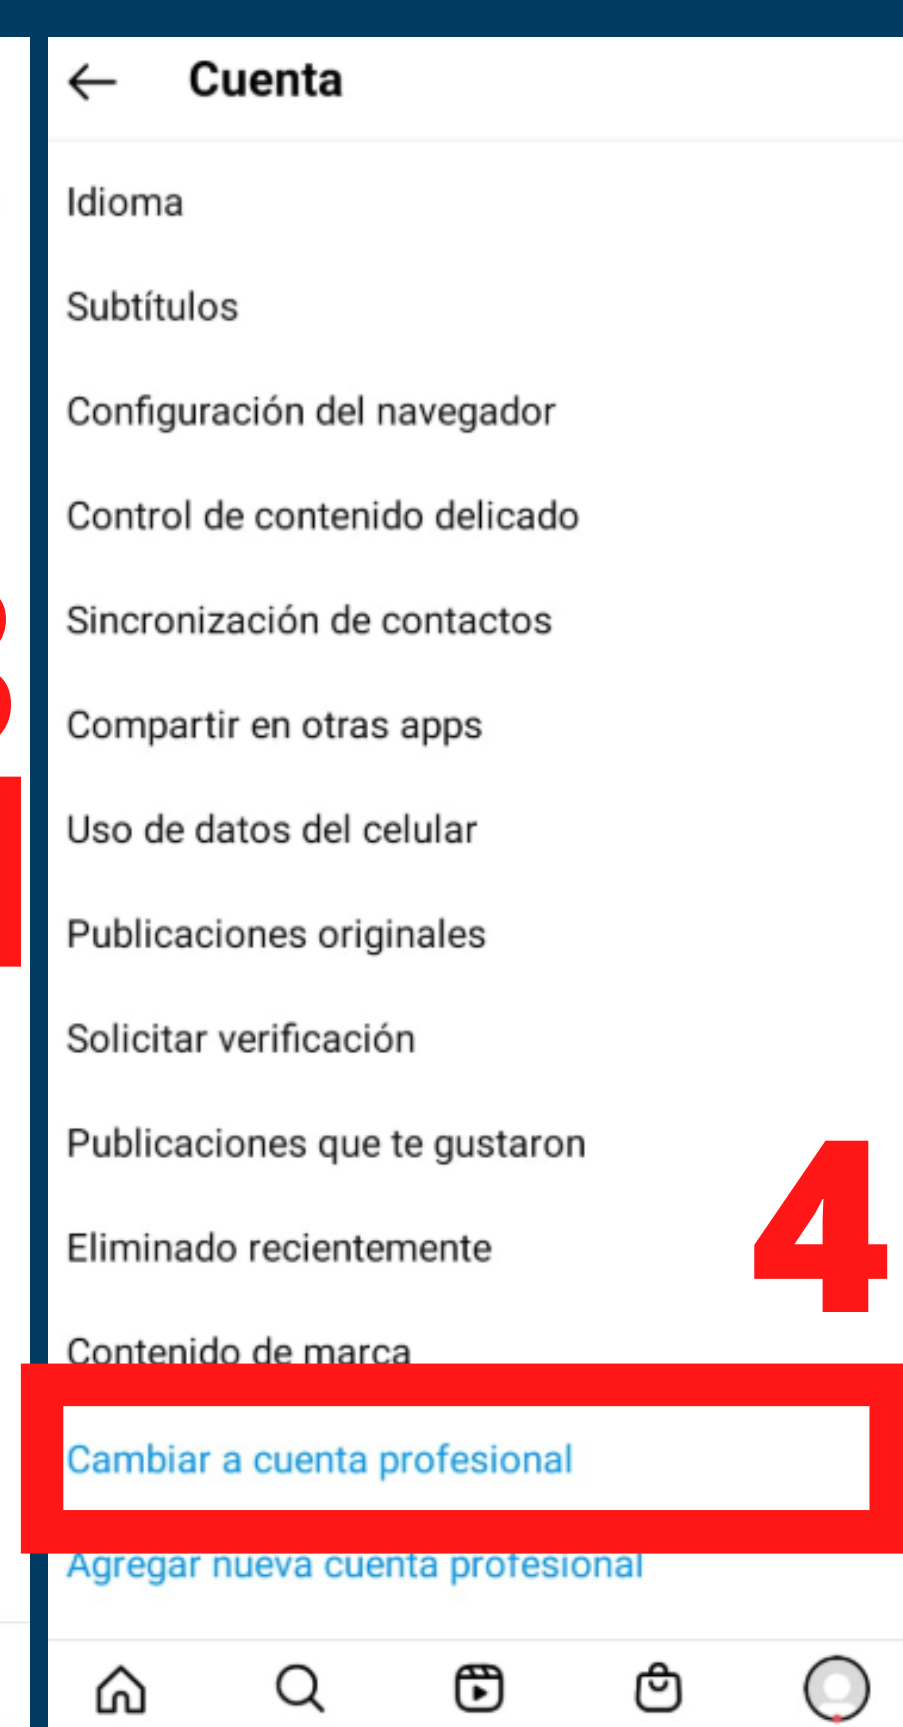 Cuenta
Idioma
Subtítulos
Configuración del navegador
Control de contenido delicado
Sincronización de contactos
Compartir en otras apps
Uso de datos del celular
Publicaciones originales
Solicitar verificación
Publicaciones que te gustaron
Eliminado recientemente
4
Contenido de marca
Cambiar a cuenta profesional
Agregar nueva cuenta profesional